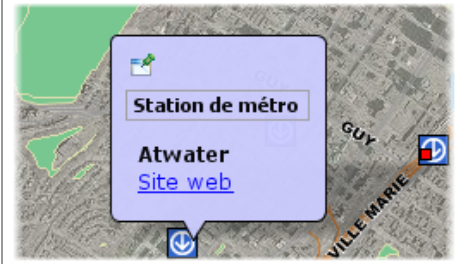 Station de métro
Atwater
Site web
GUY
VILLE MARIE